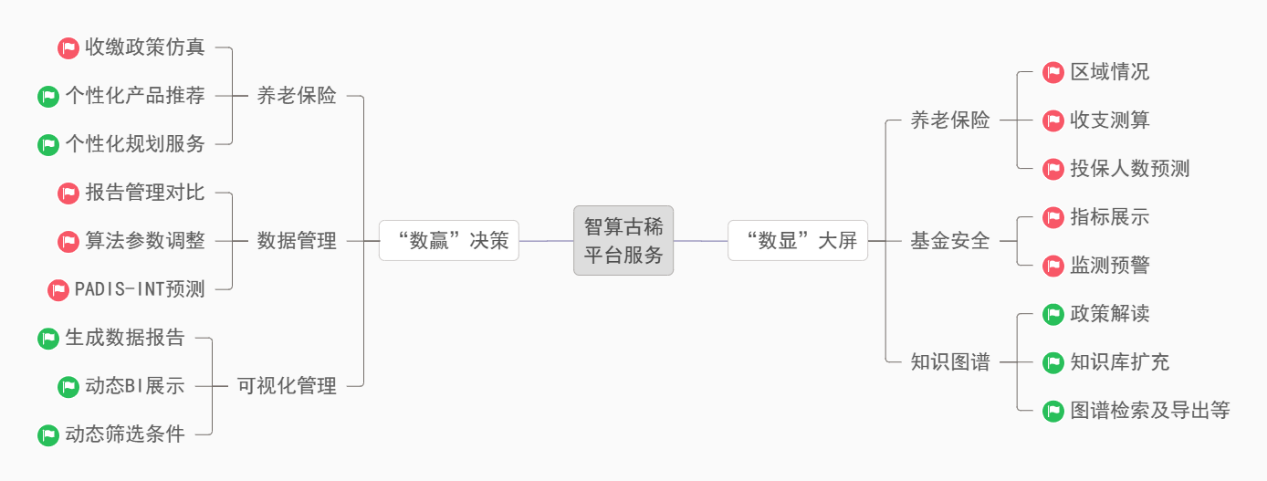 收缴政策仿真
个性化产品推荐
个性化规划服务
养老保险
报告管理对比
算法参数调整
PADIS-INT预测
数据管理
生成数据报告
动态BI展示
动态筛选条件
可视化管理
“数赢”决策
智算古稀
平台服务
“数显”大屏
养老保险
区域情况
收支测算
投保人数预测
基金安全
指标展示
监测预警
知识图谱
政策解读
知识库扩充
图谱检索及导出等